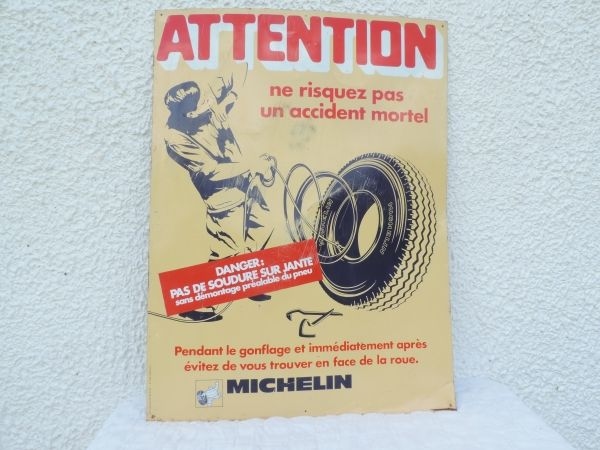 ATTENTION
ne risquez pas
un accident mortel
DANGER:
PAS DE SOUDURE SUR JANTE
sans démontage préalable du pneu
Pendant le gonflage et immédiatement après
évitez de vous trouver en face de la roue.
MICHELIN